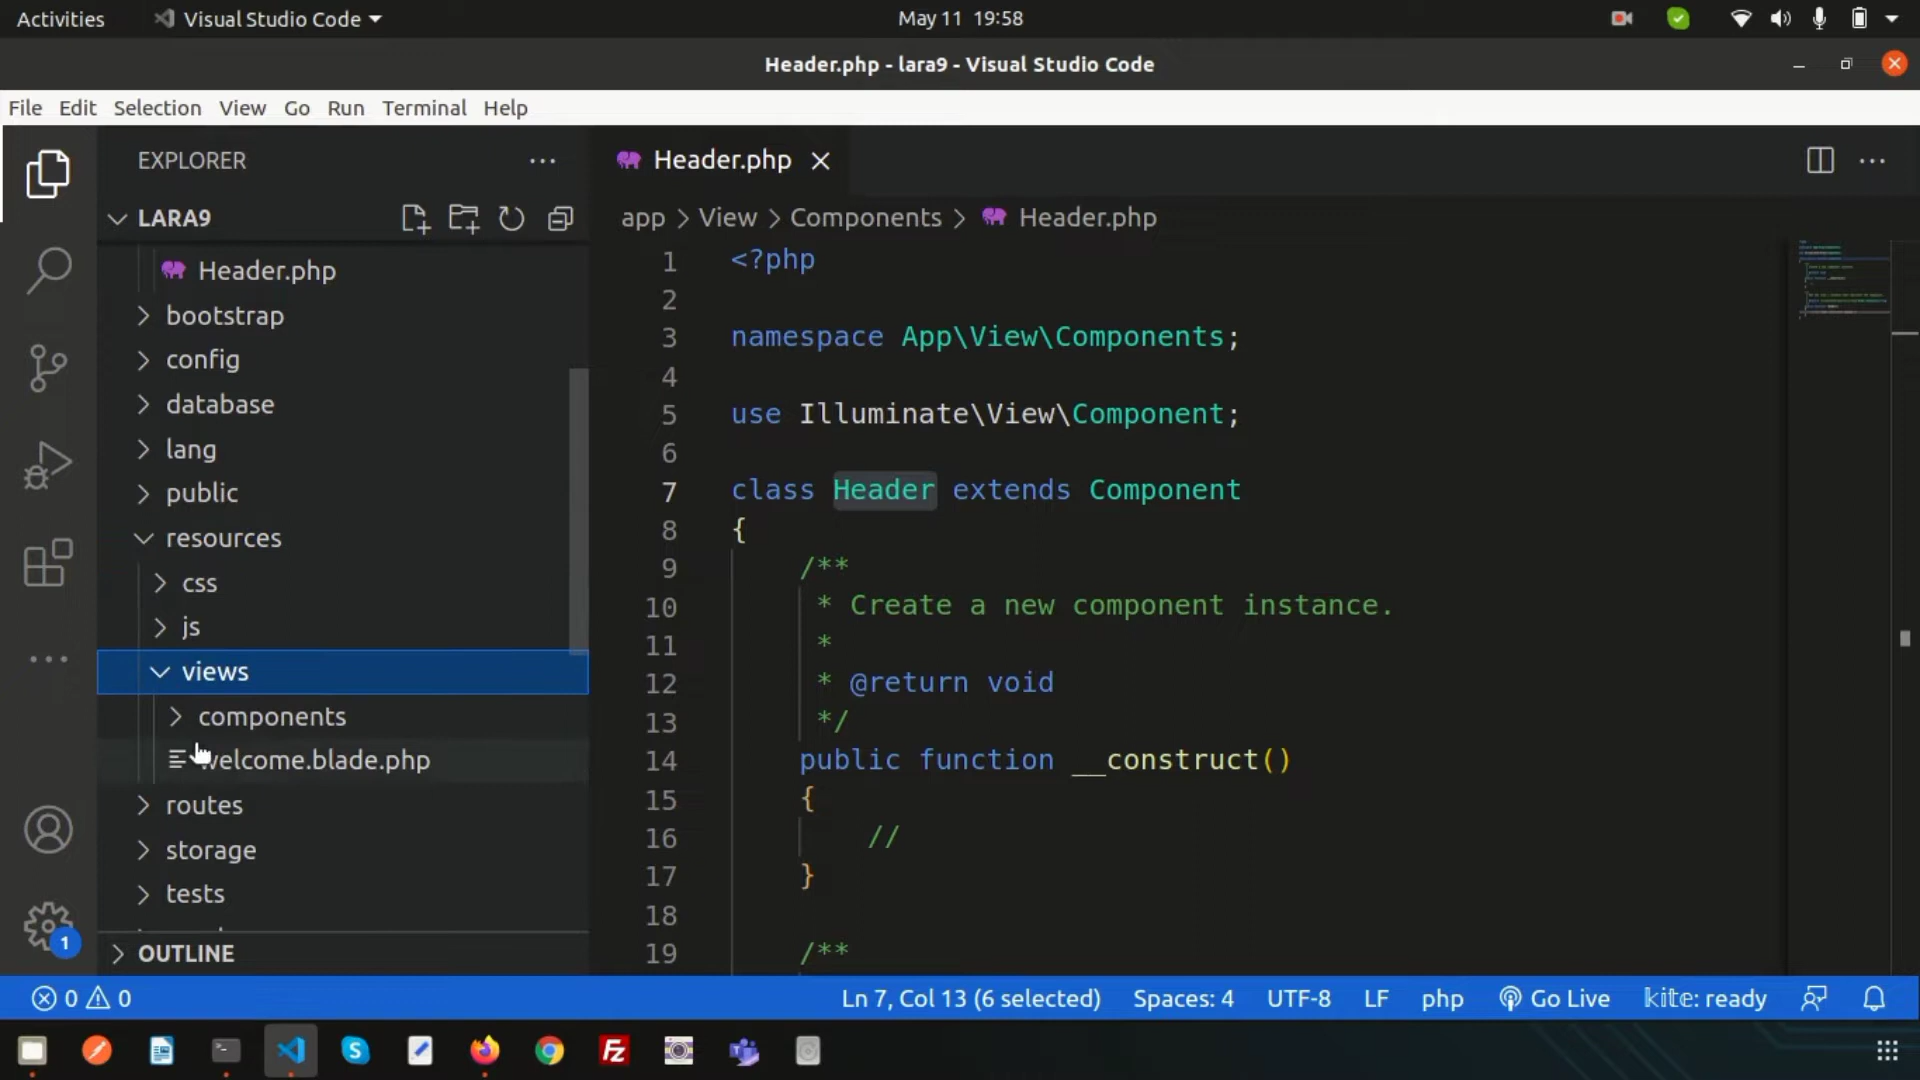 Activities
Visual Studio Code
May 11 19:58
Header.php - lara9 - Visual Studio Code
File Edit Selection View Go Run Terminal Help
EXPLORER
LARA9
Header.php
bootstrap
config
database
lang
public
resources
css
js
views
components
welcome.blade.php
routes
storage
tests
OUTLINE
Header.php
app > View > Components > Header.php
1 <?php
2
3 namespace App\View\Components;
4
5 use Illuminate\View\Component;
6
7 class Header extends Component
8 {
9 /**
10 * Create a new component instance.
11 *
12 * @return void
13 */
14 public function __construct()
15 {
16 //
17 }
18
19 /**
1
0 0
Ln 7, Col 13 (6 selected) Spaces: 4 UTF-8 LF php Go Live kite: ready